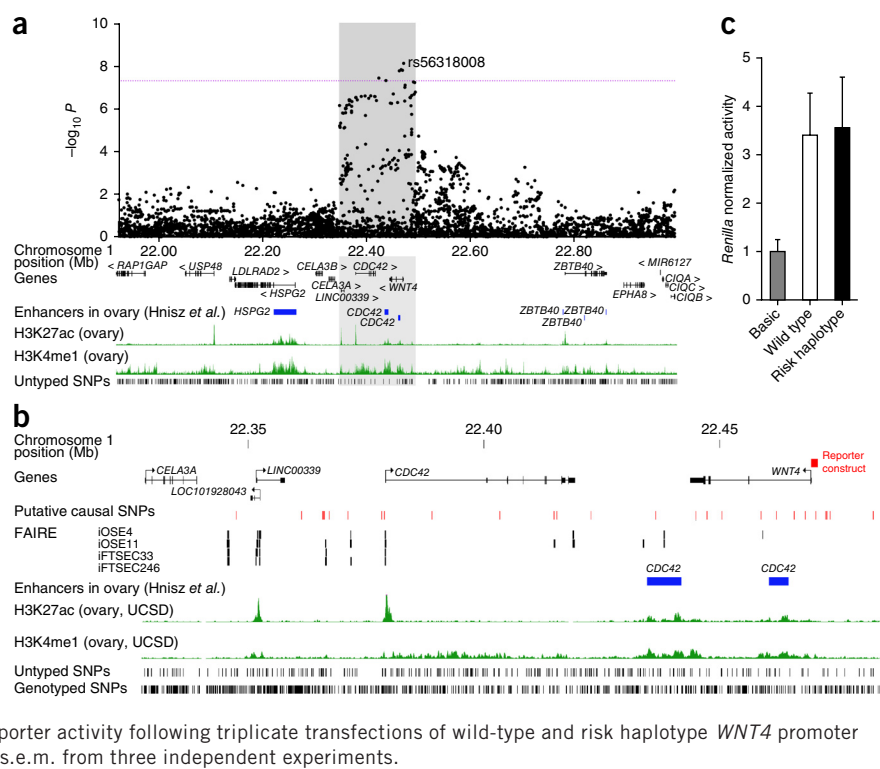 a
10
8
6
4
2
0
–log10 P
rs56318008
Chromosome 1
position (Mb)
22.00
22.20
22.40
22.60
22.80
Genes
< RAP1GAP
< USP48
LDLRAD2 >
< HSPG2
CELA3B >
CELA3A >
LINC00339 >
CDC42 >
< WNT4
ZBTB40 >
EPHA8 >
< MIR6127
CIQA >
CIQC >
CIQB >
Enhancers in ovary (Hnisz et al.)
HSPG2
CDC42
CDC42
ZBTB40
ZBTB40
ZBTB40
H3K27ac (ovary)
H3K4me1 (ovary)
Untyped SNPs
c
Renilla normalized activity
5
4
3
2
1
0
Basic
Wild type
Risk haplotype
b
Chromosome 1
position (Mb)
22.35
22.40
22.45
Genes
CELA3A
LINC00339
LOC101928043
CDC42
WNT4
Reporter
construct
Putative causal SNPs
FAIRE
iOSE4
iOSE11
iFTSEC33
iFTSEC246
Enhancers in ovary (Hnisz et al.)
CDC42
CDC42
H3K27ac (ovary, UCSD)
H3K4me1 (ovary, UCSD)
Untyped SNPs
Genotyped SNPs
porter activity following triplicate transfections of wild-type and risk haplotype WNT4 promoter
s.e.m. from three independent experiments.